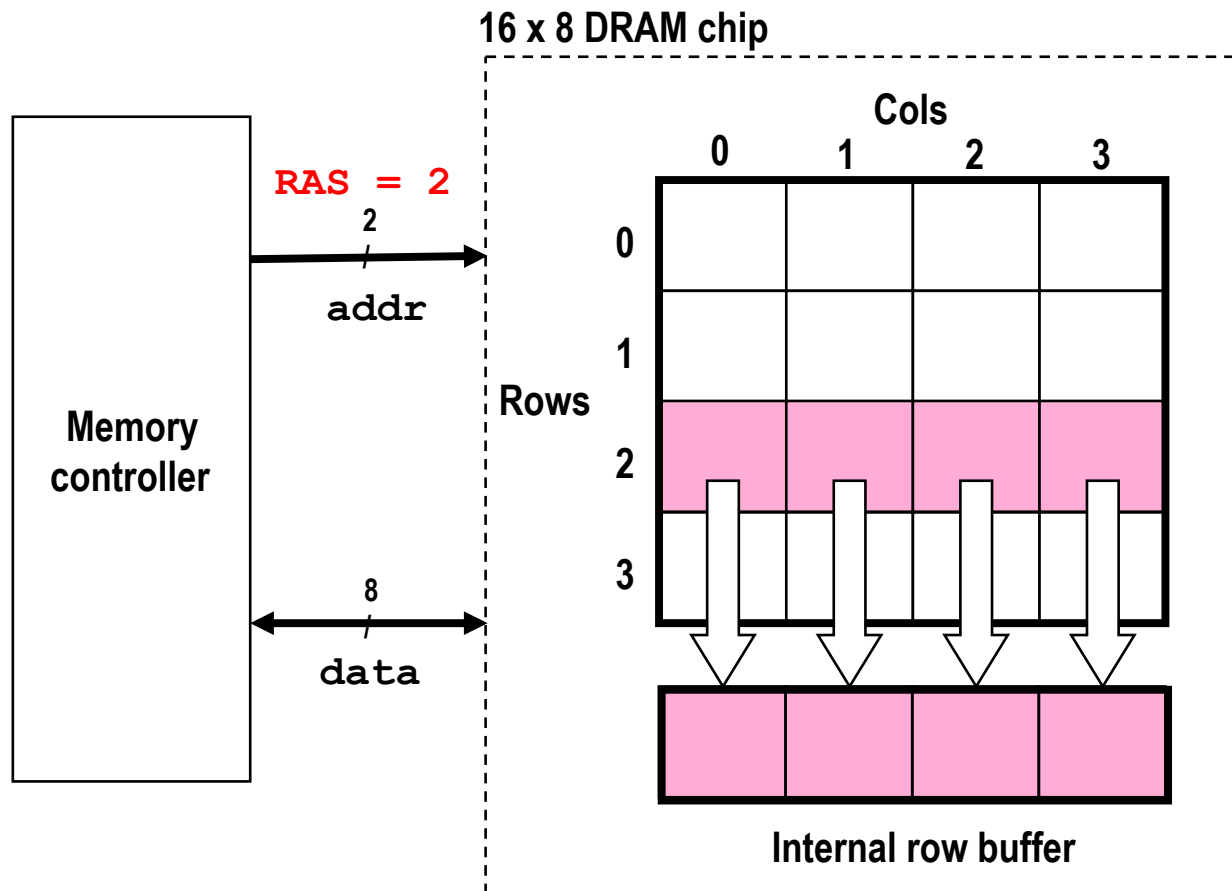 16 x 8 DRAM chip
Cols
0 1 2 3
RAS = 2
2
addr
0
1
Rows
2
3
Memory
controller
8
data
Internal row buffer